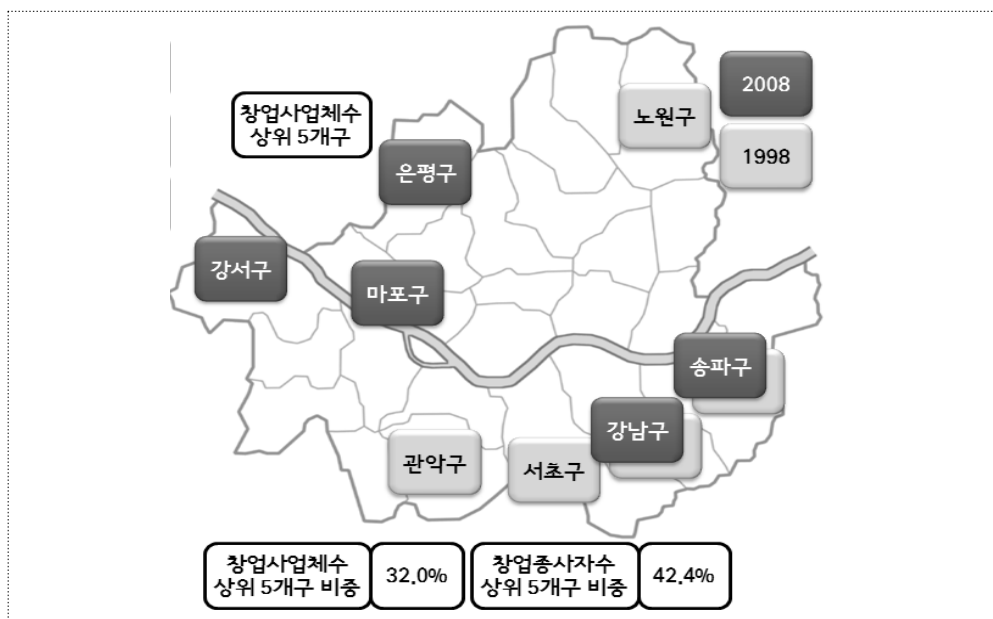 2008
노원구
창업사업체수
상위 5개구
1998
은평구
강서구
마포구
송파구
강남구
관악구
서초구
창업사업체수
상위 5개구 비중
32.0%
창업종사자수
상위 5개구 비중
42.4%